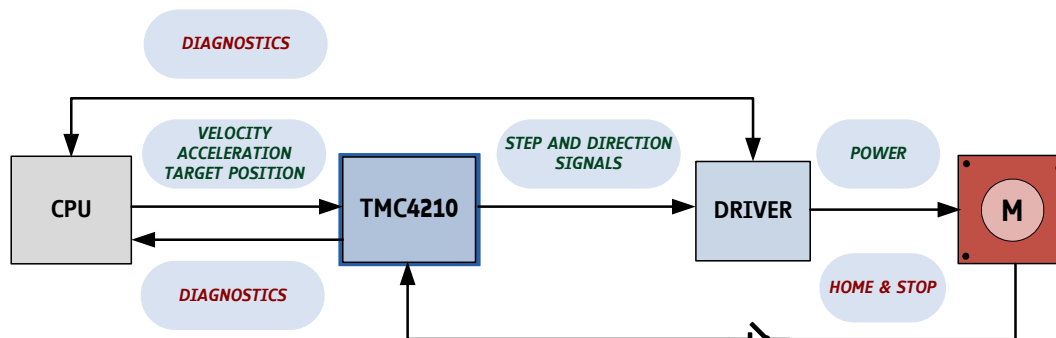 DIAGNOSTICS
VELOCITY
ACCELERATION
TARGET POSITION
STEP AND DIRECTION
SIGNALS
POWER
CPU
TMC4210
DRIVER
M
DIAGNOSTICS
HOME & STOP